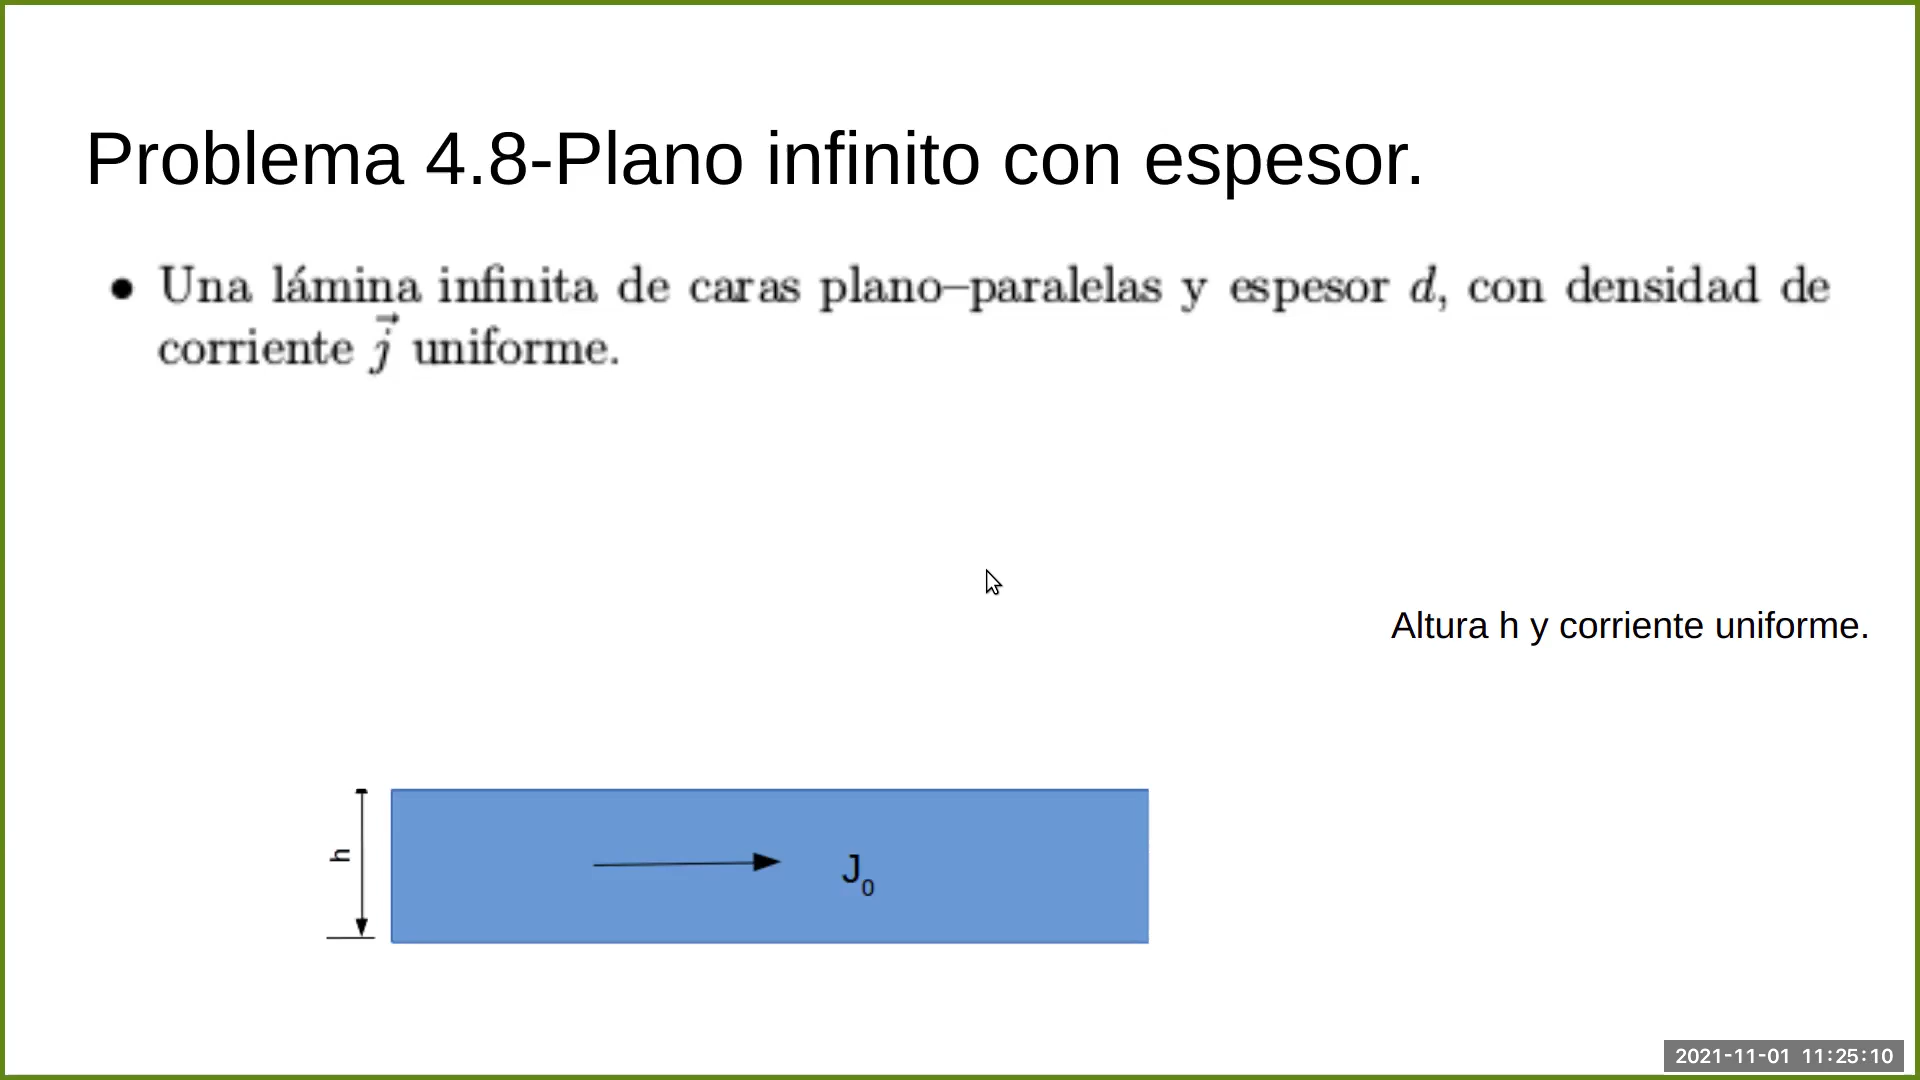 Problema 4.8-Plano infinito con espesor.
● Una lámina infinita de caras plano–paralelas y espesor d, con densidad de
corriente j⃗ uniforme.
Altura h y corriente uniforme.
h
J₀
2021-11-01 11:25:10